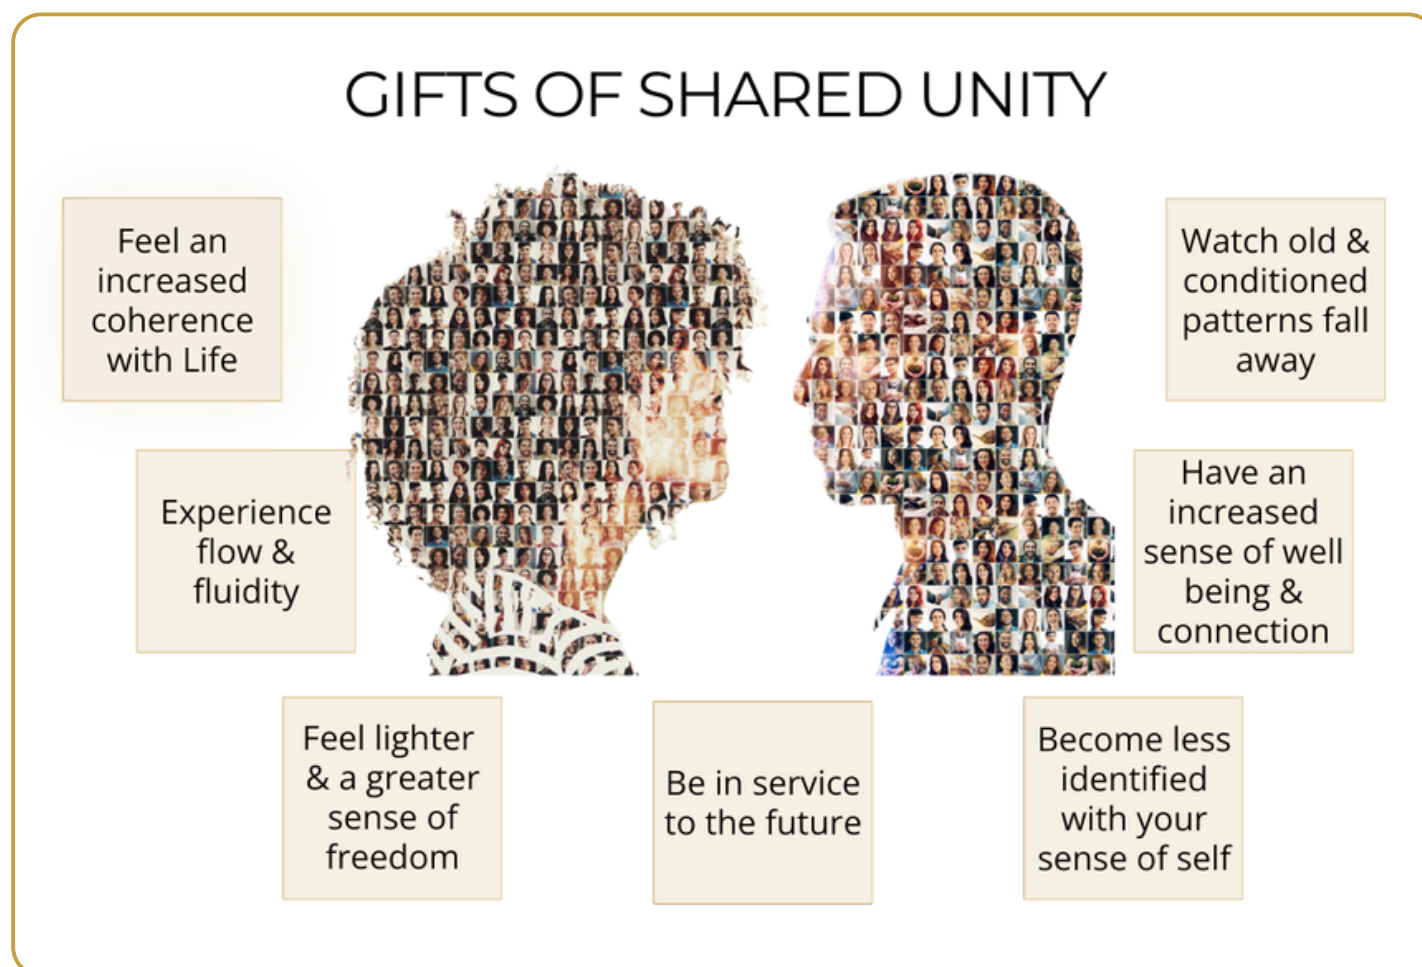 GIFTS OF SHARED UNITY
Feel an
increased
coherence
with Life
Experience
flow &
fluidity
Feel lighter
& a greater
sense of
freedom
Be in service
to the future
Become less
identified
with your
sense of self
Have an
increased
sense of well
being &
connection
Watch old &
conditioned
patterns fall
away